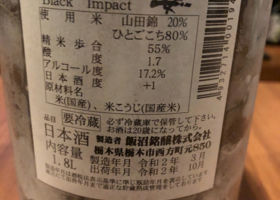 Black Impact
使用米 山田錦 20%
ひとごこち80%
精米歩合 55%
酸度 1.7
アルコール度 17.2%
日本酒度 +1
原材料名
米(国産)、米こうじ(国産米)
要冷蔵 必ず冷蔵庫で保管して下さい。
お酒は20歳になってから。
日本酒 製造者 飯沼銘醸株式会社
栃木県栃木市西方町元850
内容量 製造年月 令和2年 3月
1.8L 出荷年月 令和2年 10月